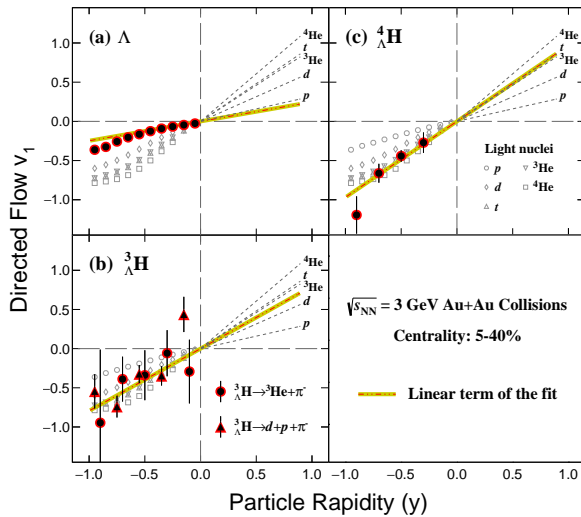 (a) Λ
1.0
0.5
0.0
−0.5
−1.0
⁴He
t
³He
d
p
(c) ⁴ΛH
⁴He
t
³He
d
p
Light nuclei
p ³He
d ⁴He
t
Directed Flow v₁
(b) ³ΛH
1.0
0.5
0.0
−0.5
−1.0
⁴He
t
³He
d
p
³ΛH→³He+π⁻
³ΛH→d+p+π⁻
−1.0 −0.5 0.0 0.5 1.0
√sNN = 3 GeV Au+Au Collisions
Centrality: 5-40%
Linear term of the fit
−1.0 −0.5 0.0 0.5 1.0
Particle Rapidity (y)